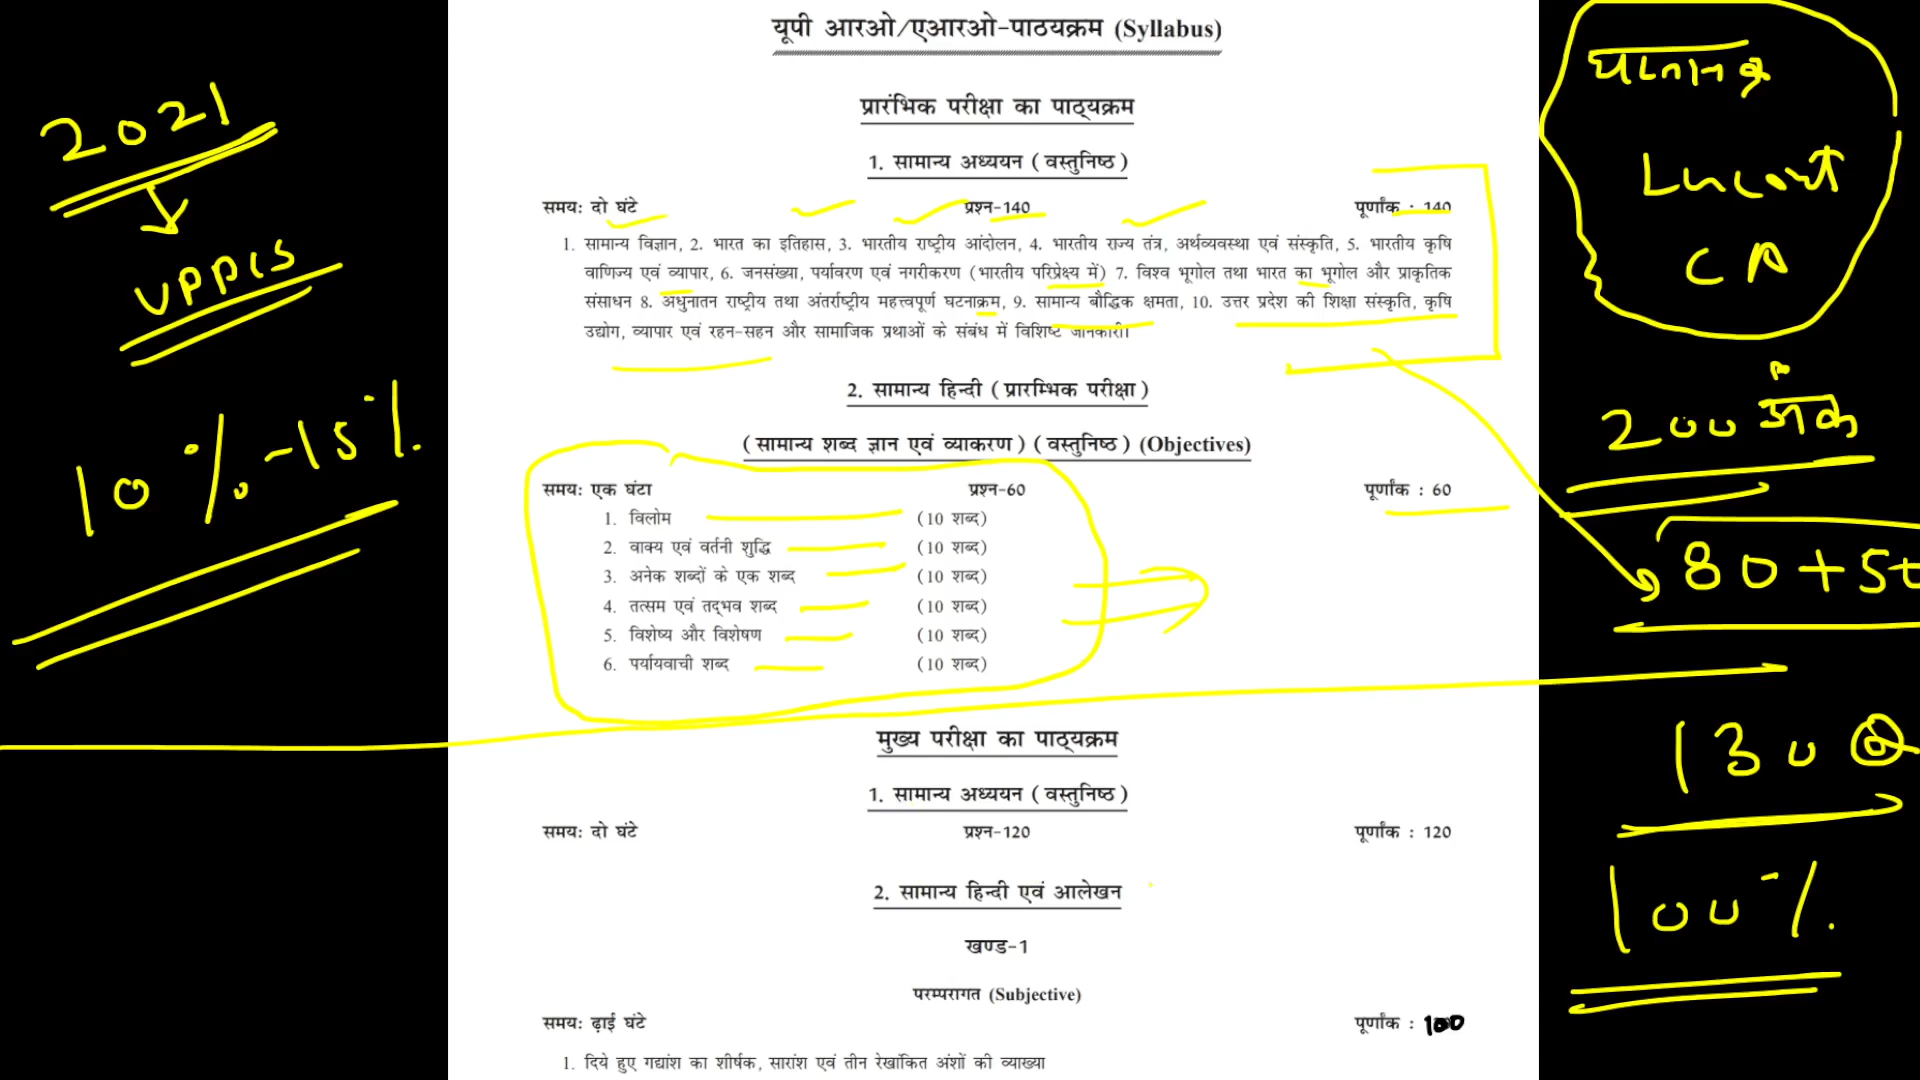 यूपी आरओ/एआरओ-पाठ्यक्रम (Syllabus)
प्रारंभिक परीक्षा का पाठ्यक्रम
1. सामान्य अध्ययन (वस्तुनिष्ठ)
समय: दो घंटे प्रश्न-140 पूर्णांक : 140
1. सामान्य विज्ञान, 2. भारत का इतिहास, 3. भारतीय राष्ट्रीय आंदोलन, 4. भारतीय राज्य तंत्र, अर्थव्यवस्था एवं संस्कृति, 5. भारतीय कृषि
वाणिज्य एवं व्यापार, 6. जनसंख्या, पर्यावरण एवं नगरीकरण (भारतीय परिप्रेक्ष्य में) 7. विश्व भूगोल तथा भारत का भूगोल और प्राकृतिक
संसाधन 8. अधुनातन राष्ट्रीय तथा अंतर्राष्ट्रीय महत्त्वपूर्ण घटनाक्रम, 9. सामान्य बौद्धिक क्षमता, 10. उत्तर प्रदेश की शिक्षा संस्कृति, कृषि
उद्योग, व्यापार एवं रहन-सहन और सामाजिक प्रथाओं के संबंध में विशिष्ट जानकारी।
2. सामान्य हिन्दी (प्रारम्भिक परीक्षा)
(सामान्य शब्द ज्ञान एवं व्याकरण) (वस्तुनिष्ठ) (Objectives)
समय: एक घंटा प्रश्न-60 पूर्णांक : 60
1. विलोम (10 शब्द)
2. वाक्य एवं वर्तनी शुद्धि (10 शब्द)
3. अनेक शब्दों के एक शब्द (10 शब्द)
4. तत्सम एवं तद्भव शब्द (10 शब्द)
5. विशेष्य और विशेषण (10 शब्द)
6. पर्यायवाची शब्द (10 शब्द)
मुख्य परीक्षा का पाठ्यक्रम
1. सामान्य अध्ययन (वस्तुनिष्ठ)
समय: दो घंटे प्रश्न-120 पूर्णांक : 120
2. सामान्य हिन्दी एवं आलेखन
खण्ड-1
परम्परागत (Subjective)
समय: ढ़ाई घंटे पूर्णांक : 100
1. दिये हुए गद्यांश का शीर्षक, सारांश एवं तीन रेखांकित अंशों की व्याख्या
2021
UPPCS
10%-15%
Lucent
CA
200 अंक
80+50
130
100%